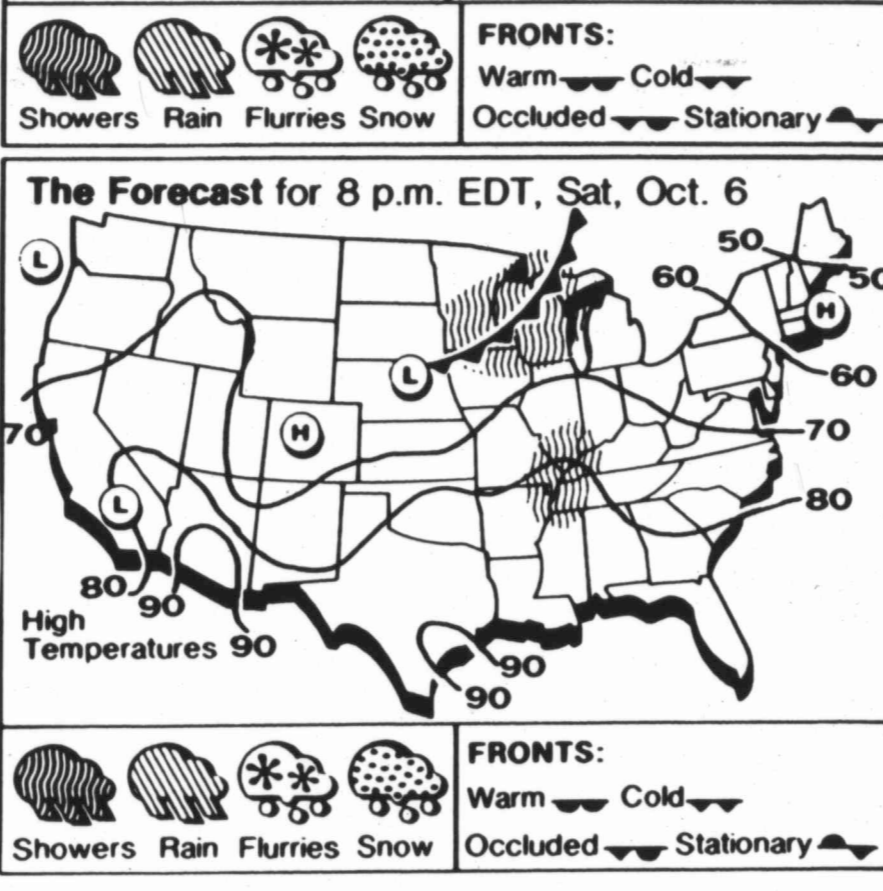 FRONTS:
Warm Cold
Showers Rain Flurries Snow
Occluded Stationary
The Forecast for 8 p.m. EDT, Sat, Oct. 6
50
L
60
50
H
L
60
70
H
70
L
80
80
90
High
Temperatures 90
90
90
FRONTS:
Warm Cold
Showers Rain Flurries Snow
Occluded Stationary